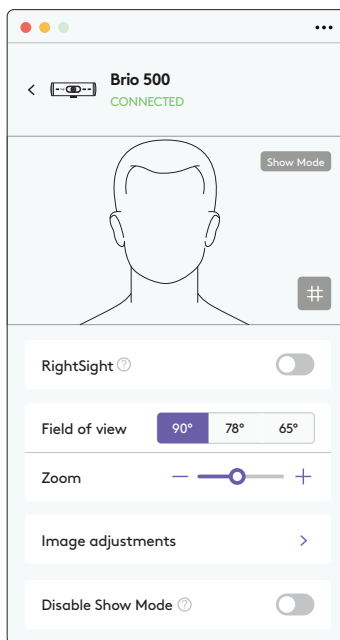 Brio 500
CONNECTED
Show Mode
RightSight
Field of view 90° 78° 65°
Zoom
Image adjustments
Disable Show Mode